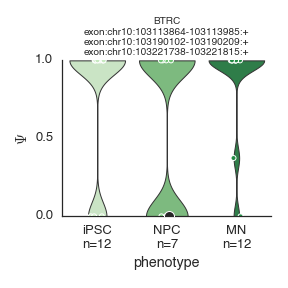 BTRC
exon:chr10:103113864-103113985:+
exon:chr10:103190102-103190209:+
exon:chr10:103221738-103221815:+
1.0
0.5
0.0
Ψ
iPSC NPC MN
n=12 n=7 n=12
phenotype